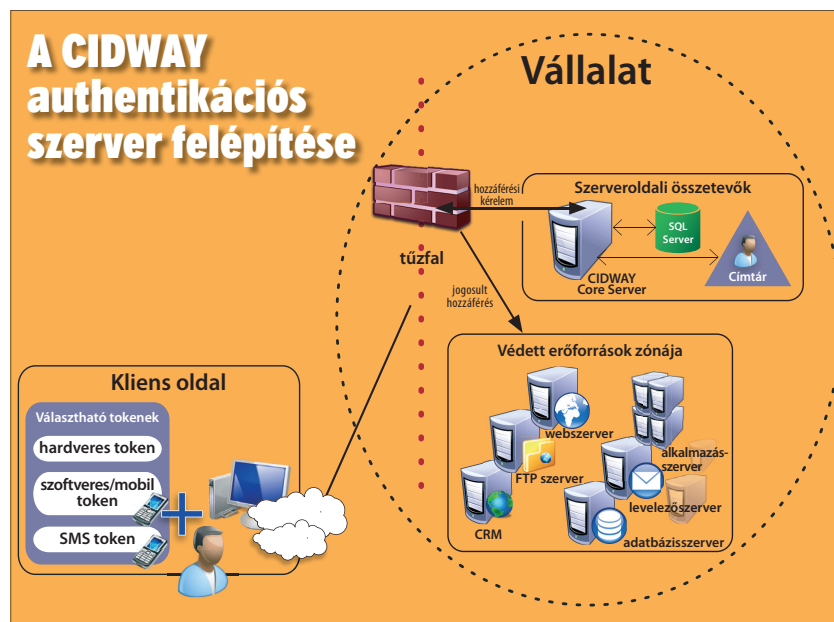 A CIDWAY
authentikációs
szerver felépítése
Vállalat
hozzáférési
kérelem
Szerveroldali összetevők
SQL
Server
tűzfal
CIDWAY
Core Server
Címtár
jogosult
hozzáférés
Védett erőforrások zónája
webszerver
alkalmazás-
szerver
FTP szerver
levelezőszerver
CRM
adatbázisszerver
Kliens oldal
Választható tokenek
hardveres token
szoftveres/mobil
token
SMS token